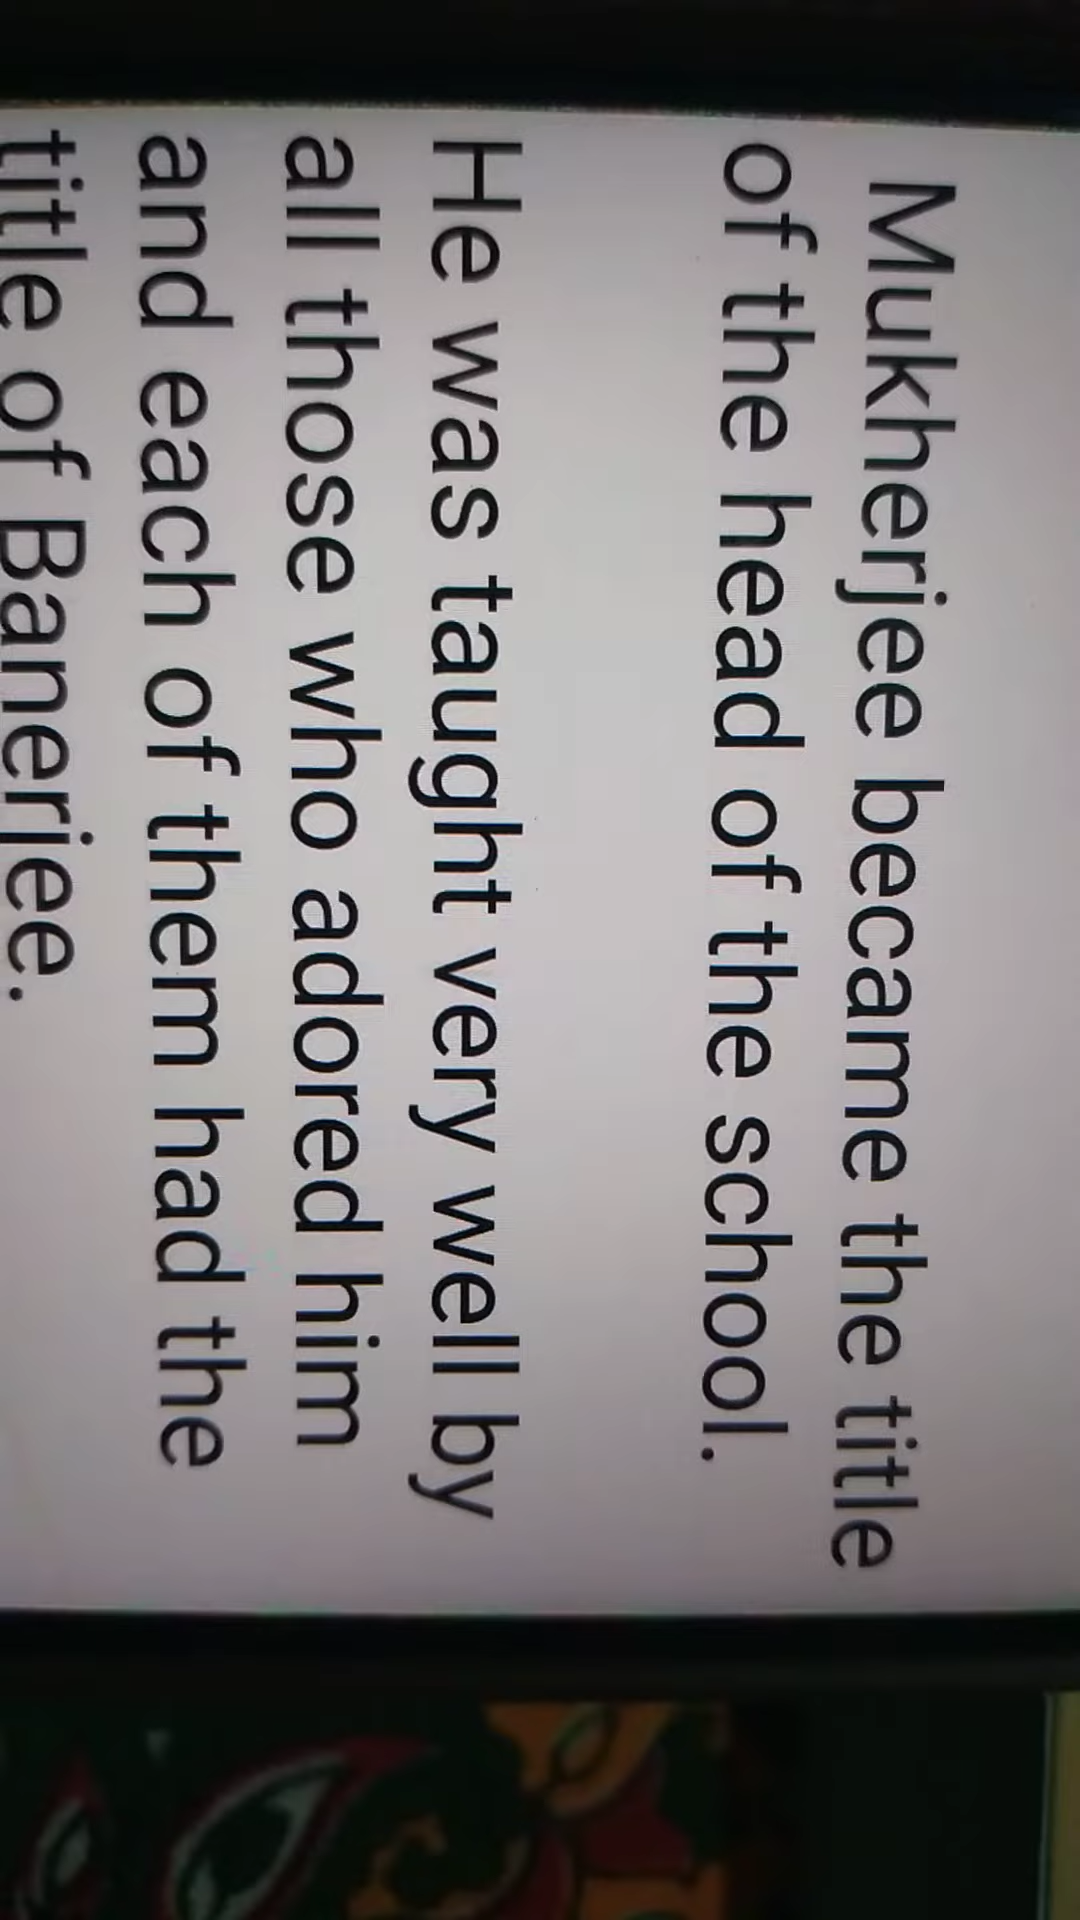 Mukherjee became the title
of the head of the school.
He was taught very well by
all those who adored him
and each of them had the
title of Banerjee.